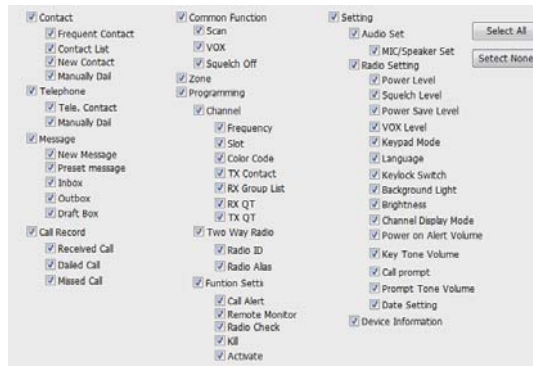 Contact
Frequent Contact
Contact List
New Contact
Manually Dail
Telephone
Tele. Contact
Manually Dail
Message
New Message
Preset message
Inbox
Outbox
Draft Box
Call Record
Received Call
Dailed Call
Missed Call
Common Function
Scan
VOX
Squelch Off
Zone
Programming
Channel
Frequency
Slot
Color Code
TX Contact
RX Group List
RX QT
TX QT
Two Way Radio
Radio ID
Radio Alias
Funtion Settii
Call Alert
Remote Monitor
Radio Check
Kill
Activate
Setting
Audio Set
MIC/Speaker Set
Radio Setting
Power Level
Squelch Level
Power Save Level
VOX Level
Keypad Mode
Language
Keylock Switch
Background Light
Brightness
Channel Display Mode
Power on Alert Volume
Key Tone Volume
Call prompt
Prompt Tone Volume
Date Setting
Device Information
Select All
Setect None